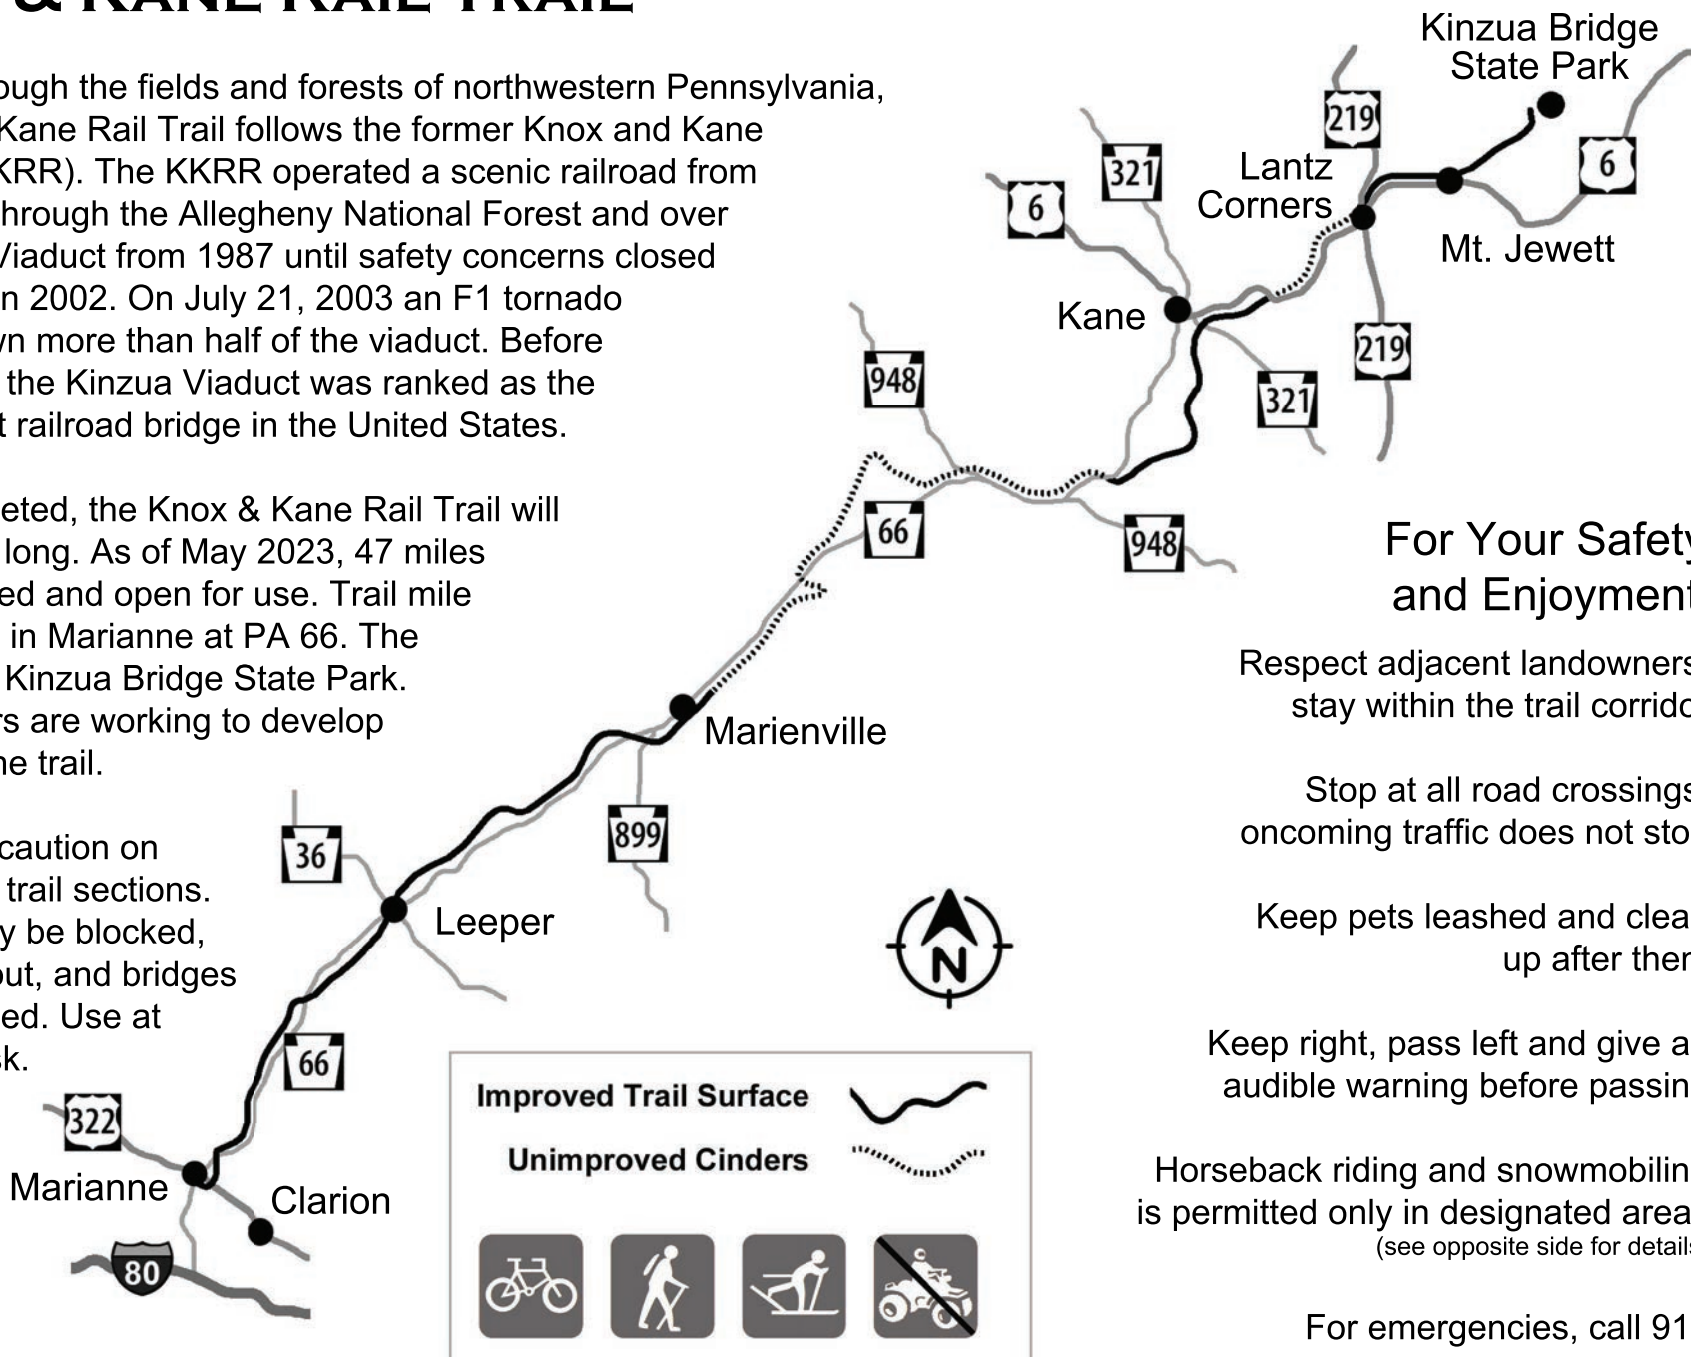 & KANE RAIL TRAIL
ough the fields and forests of northwestern Pennsylvania,
Kane Rail Trail follows the former Knox and Kane
KRR). The KKRR operated a scenic railroad from
through the Allegheny National Forest and over
Viaduct from 1987 until safety concerns closed
n 2002. On July 21, 2003 an F1 tornado
wn more than half of the viaduct. Before
the Kinzua Viaduct was ranked as the
t railroad bridge in the United States.
eted, the Knox & Kane Rail Trail will
long. As of May 2023, 47 miles
ed and open for use. Trail mile
in Marianne at PA 66. The
Kinzua Bridge State Park.
rs are working to develop
he trail.
caution on
trail sections.
y be blocked,
out, and bridges
ed. Use at
sk.
Kinzua Bridge
State Park
219
6
321
Lantz
Corners
6
Mt. Jewett
Kane
219
948
321
66
948
Marienville
899
36
Leeper
N
66
322
Marianne
Clarion
80
Improved Trail Surface
Unimproved Cinders
For Your Safety
and Enjoyment
Respect adjacent landowners
stay within the trail corrido
Stop at all road crossings
oncoming traffic does not sto
Keep pets leashed and clea
up after them
Keep right, pass left and give a
audible warning before passin
Horseback riding and snowmobilin
is permitted only in designated area
(see opposite side for details
For emergencies, call 91